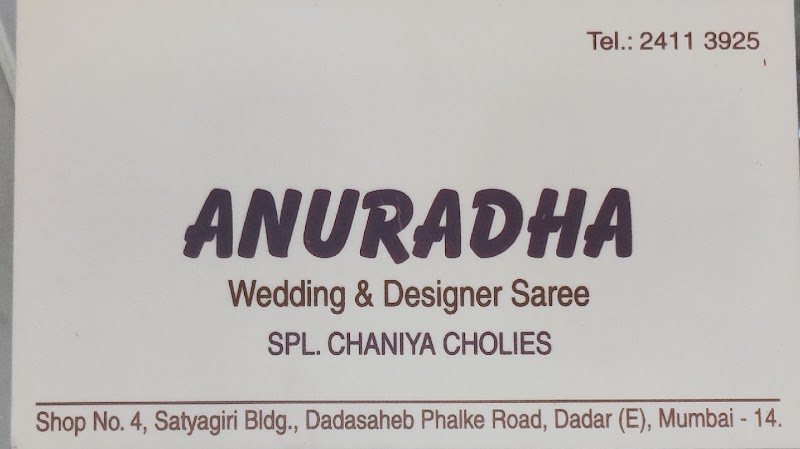 Tel.: 2411 3925
ANURADHA
Wedding & Designer Saree
SPL. CHANIYA CHOLIES
Shop No. 4, Satyagiri Bldg., Dadasaheb Phalke Road, Dadar (E), Mumbai - 14.